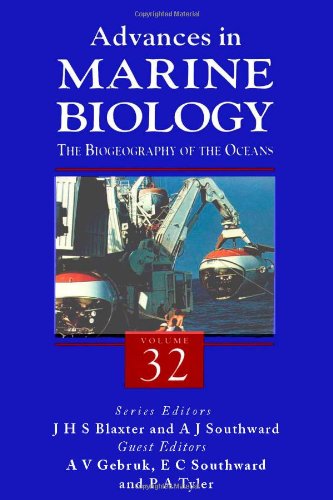 Advances in
MARINE
BIOLOGY
THE BIOGEOGRAPHY OF THE OCEANS
VOLUME
32
Series Editors
J H S Blaxter and A J Southward
Guest Editors
A V Gebruk, E C Southward
and P A Tyler